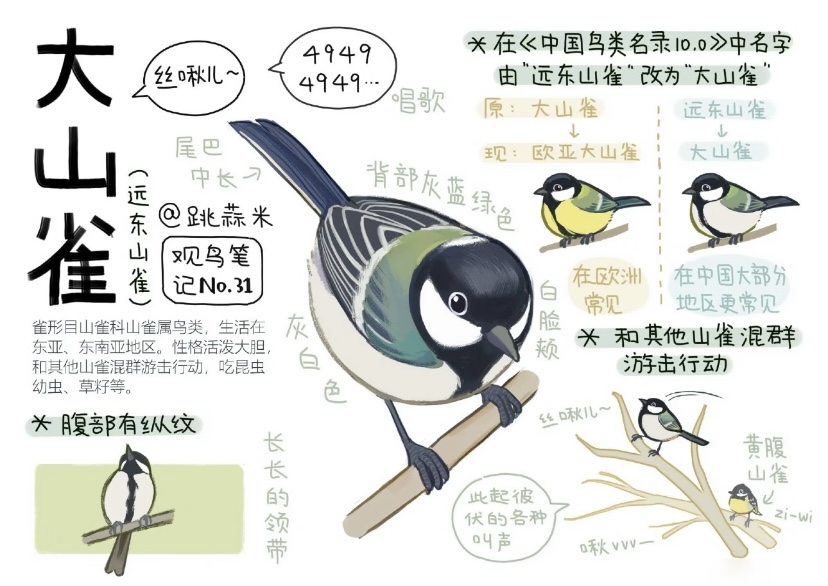 大山雀
(远东山雀)
丝啾儿~
4949
4949…
唱歌
尾巴
中长
@跳蒜米
观鸟笔
记No.31
雀形目山雀科山雀属鸟类，生活在
东亚、东南亚地区。性格活泼大胆，
和其他山雀混群游击行动，吃昆虫
幼虫、草籽等。
* 腹部有纵纹
长长的领带
背部灰蓝绿色
白脸颊
灰白色
* 在《中国鸟类名录10.0》中名字
由"远东山雀"改为"大山雀"
原：大山雀
↓
现：欧亚大山雀
在欧洲
常见
远东山雀
↓
大山雀
在中国大部分
地区更常见
* 和其他山雀混群
游击行动
丝啾儿~
黄腹
山雀
zi-wi
此起彼
伏的各种
叫声
啾vvv一